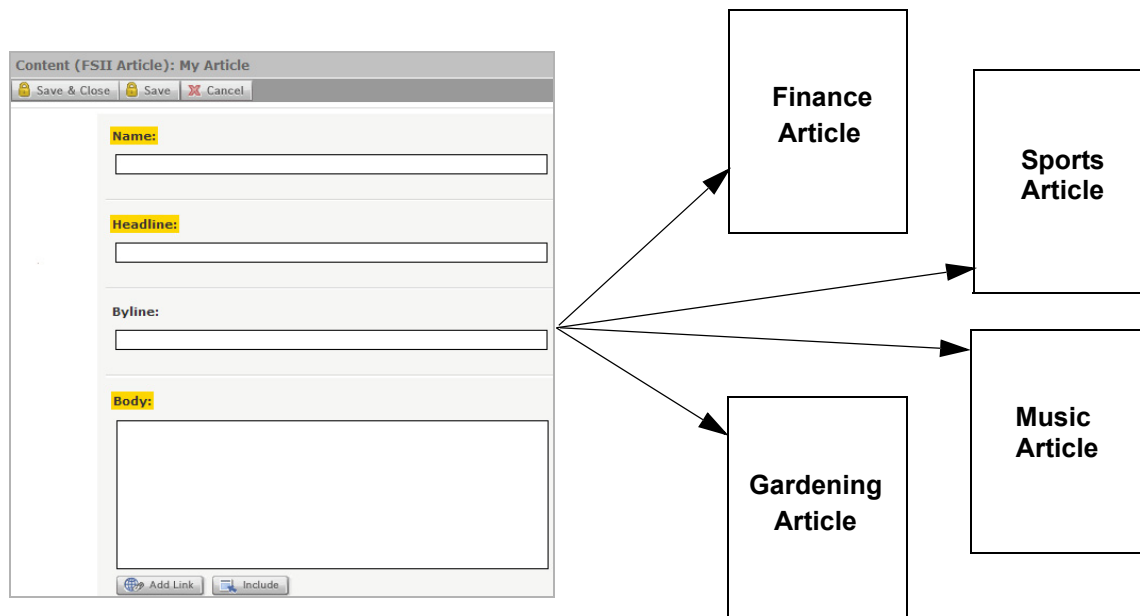 Content (FSII Article): My Article
Save & Close Save Cancel
Name:
Headline:
Byline:
Body:
Add Link Include
Finance
Article
Sports
Article
Music
Article
Gardening
Article